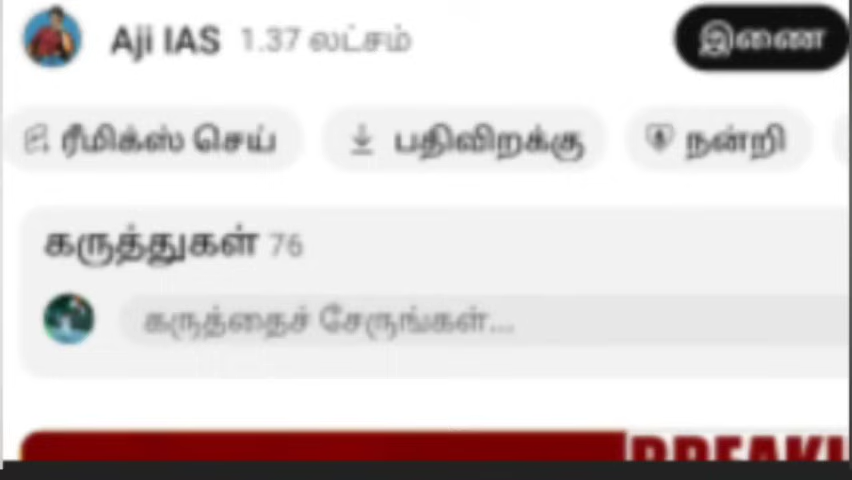 Aji IAS 1.37 லட்சம் இணை
ரீமிக்ஸ் செய் பதிவிறக்கு நன்றி
கருத்துகள் 76
கருத்தைச் சேருங்கள்...